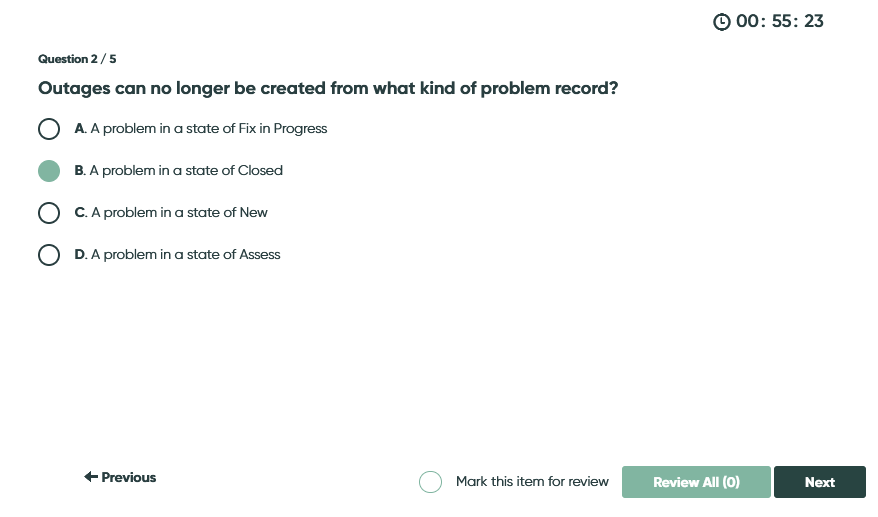 00: 55: 23
Question 2 / 5
Outages can no longer be created from what kind of problem record?
A. A problem in a state of Fix in Progress
B. A problem in a state of Closed
C. A problem in a state of New
D. A problem in a state of Assess
Previous
Mark this item for review
Review All (0)
Next